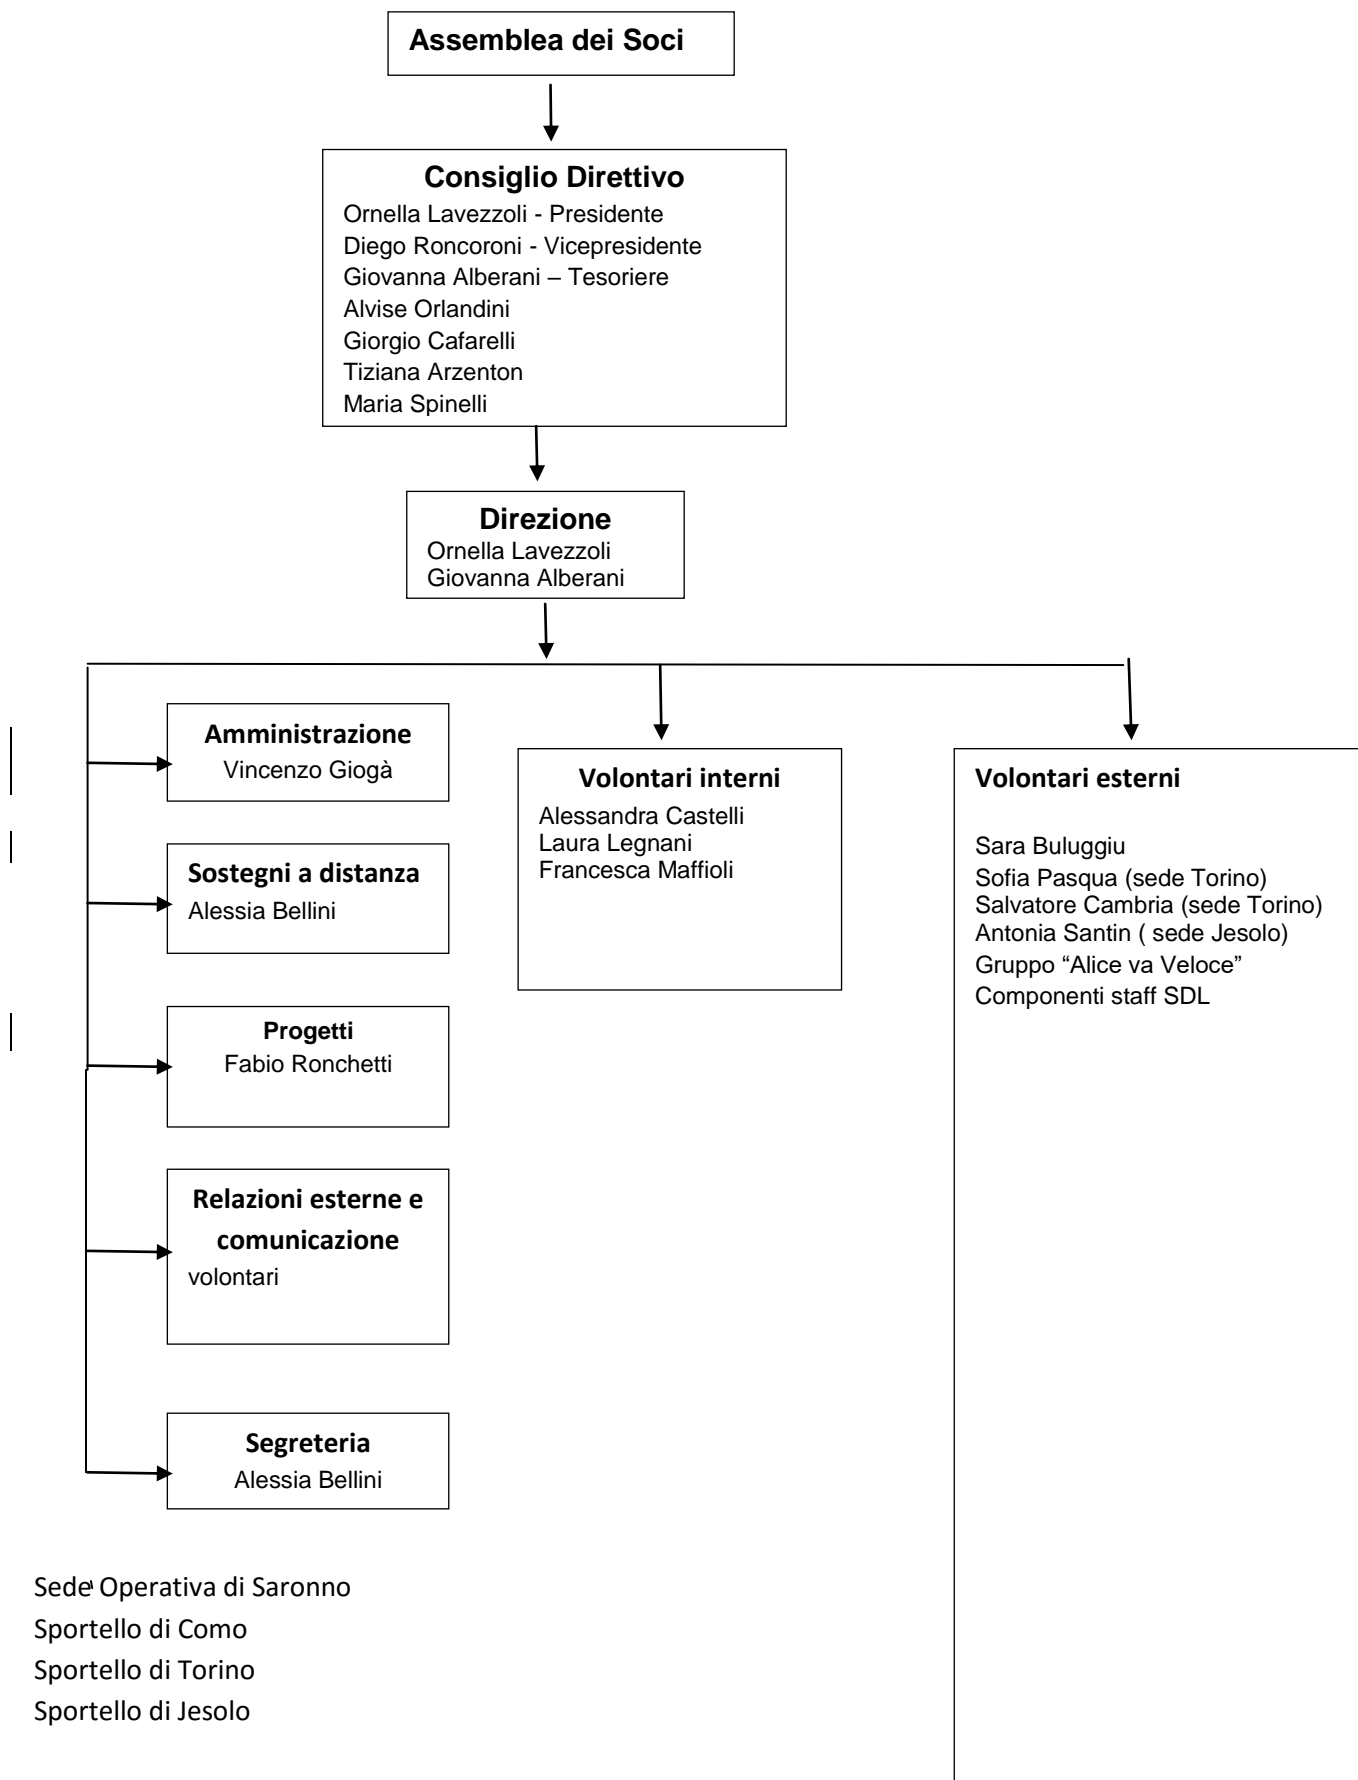 Assemblea dei Soci
Consiglio Direttivo
Ornella Lavezzoli - Presidente
Diego Roncoroni - Vicepresidente
Giovanna Alberani – Tesoriere
Alvise Orlandini
Giorgio Cafarelli
Tiziana Arzenton
Maria Spinelli
Direzione
Ornella Lavezzoli
Giovanna Alberani
Amministrazione
Vincenzo Giogà
Sostegni a distanza
Alessia Bellini
Progetti
Fabio Ronchetti
Relazioni esterne e
comunicazione
volontari
Segreteria
Alessia Bellini
Volontari interni
Alessandra Castelli
Laura Legnani
Francesca Maffioli
Volontari esterni
Sara Buluggiu
Sofia Pasqua (sede Torino)
Salvatore Cambria (sede Torino)
Antonia Santin ( sede Jesolo)
Gruppo “Alice va Veloce”
Componenti staff SDL
Sede Operativa di Saronno
Sportello di Como
Sportello di Torino
Sportello di Jesolo